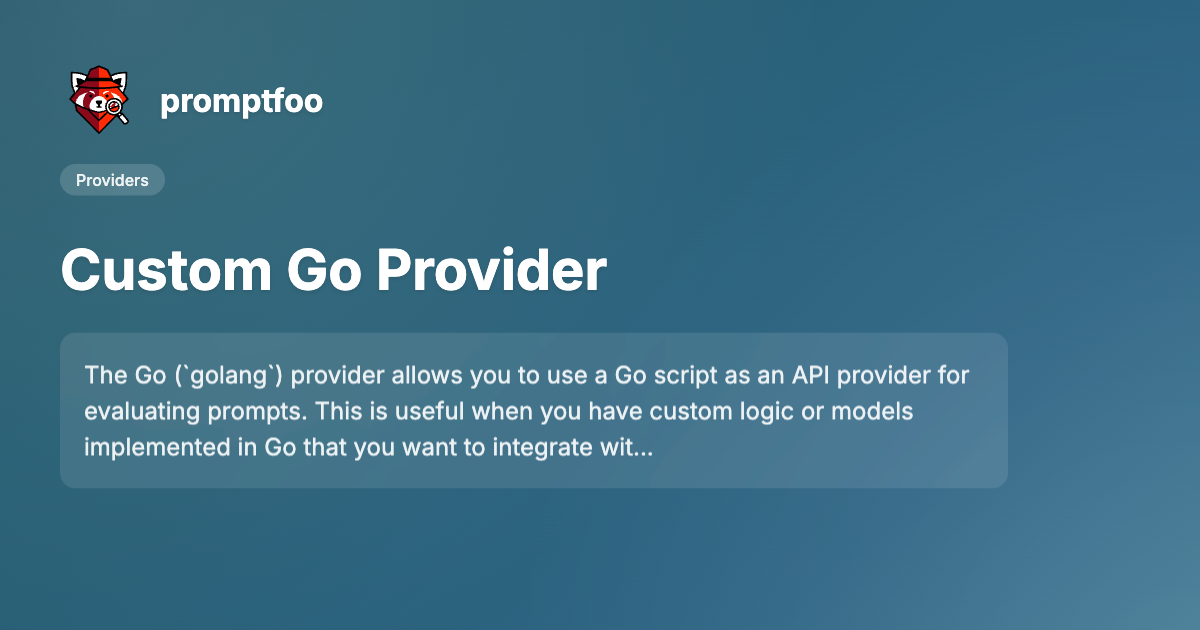 promptfoo
Providers
Custom Go Provider
The Go (`golang`) provider allows you to use a Go script as an API provider for
evaluating prompts. This is useful when you have custom logic or models
implemented in Go that you want to integrate wit...